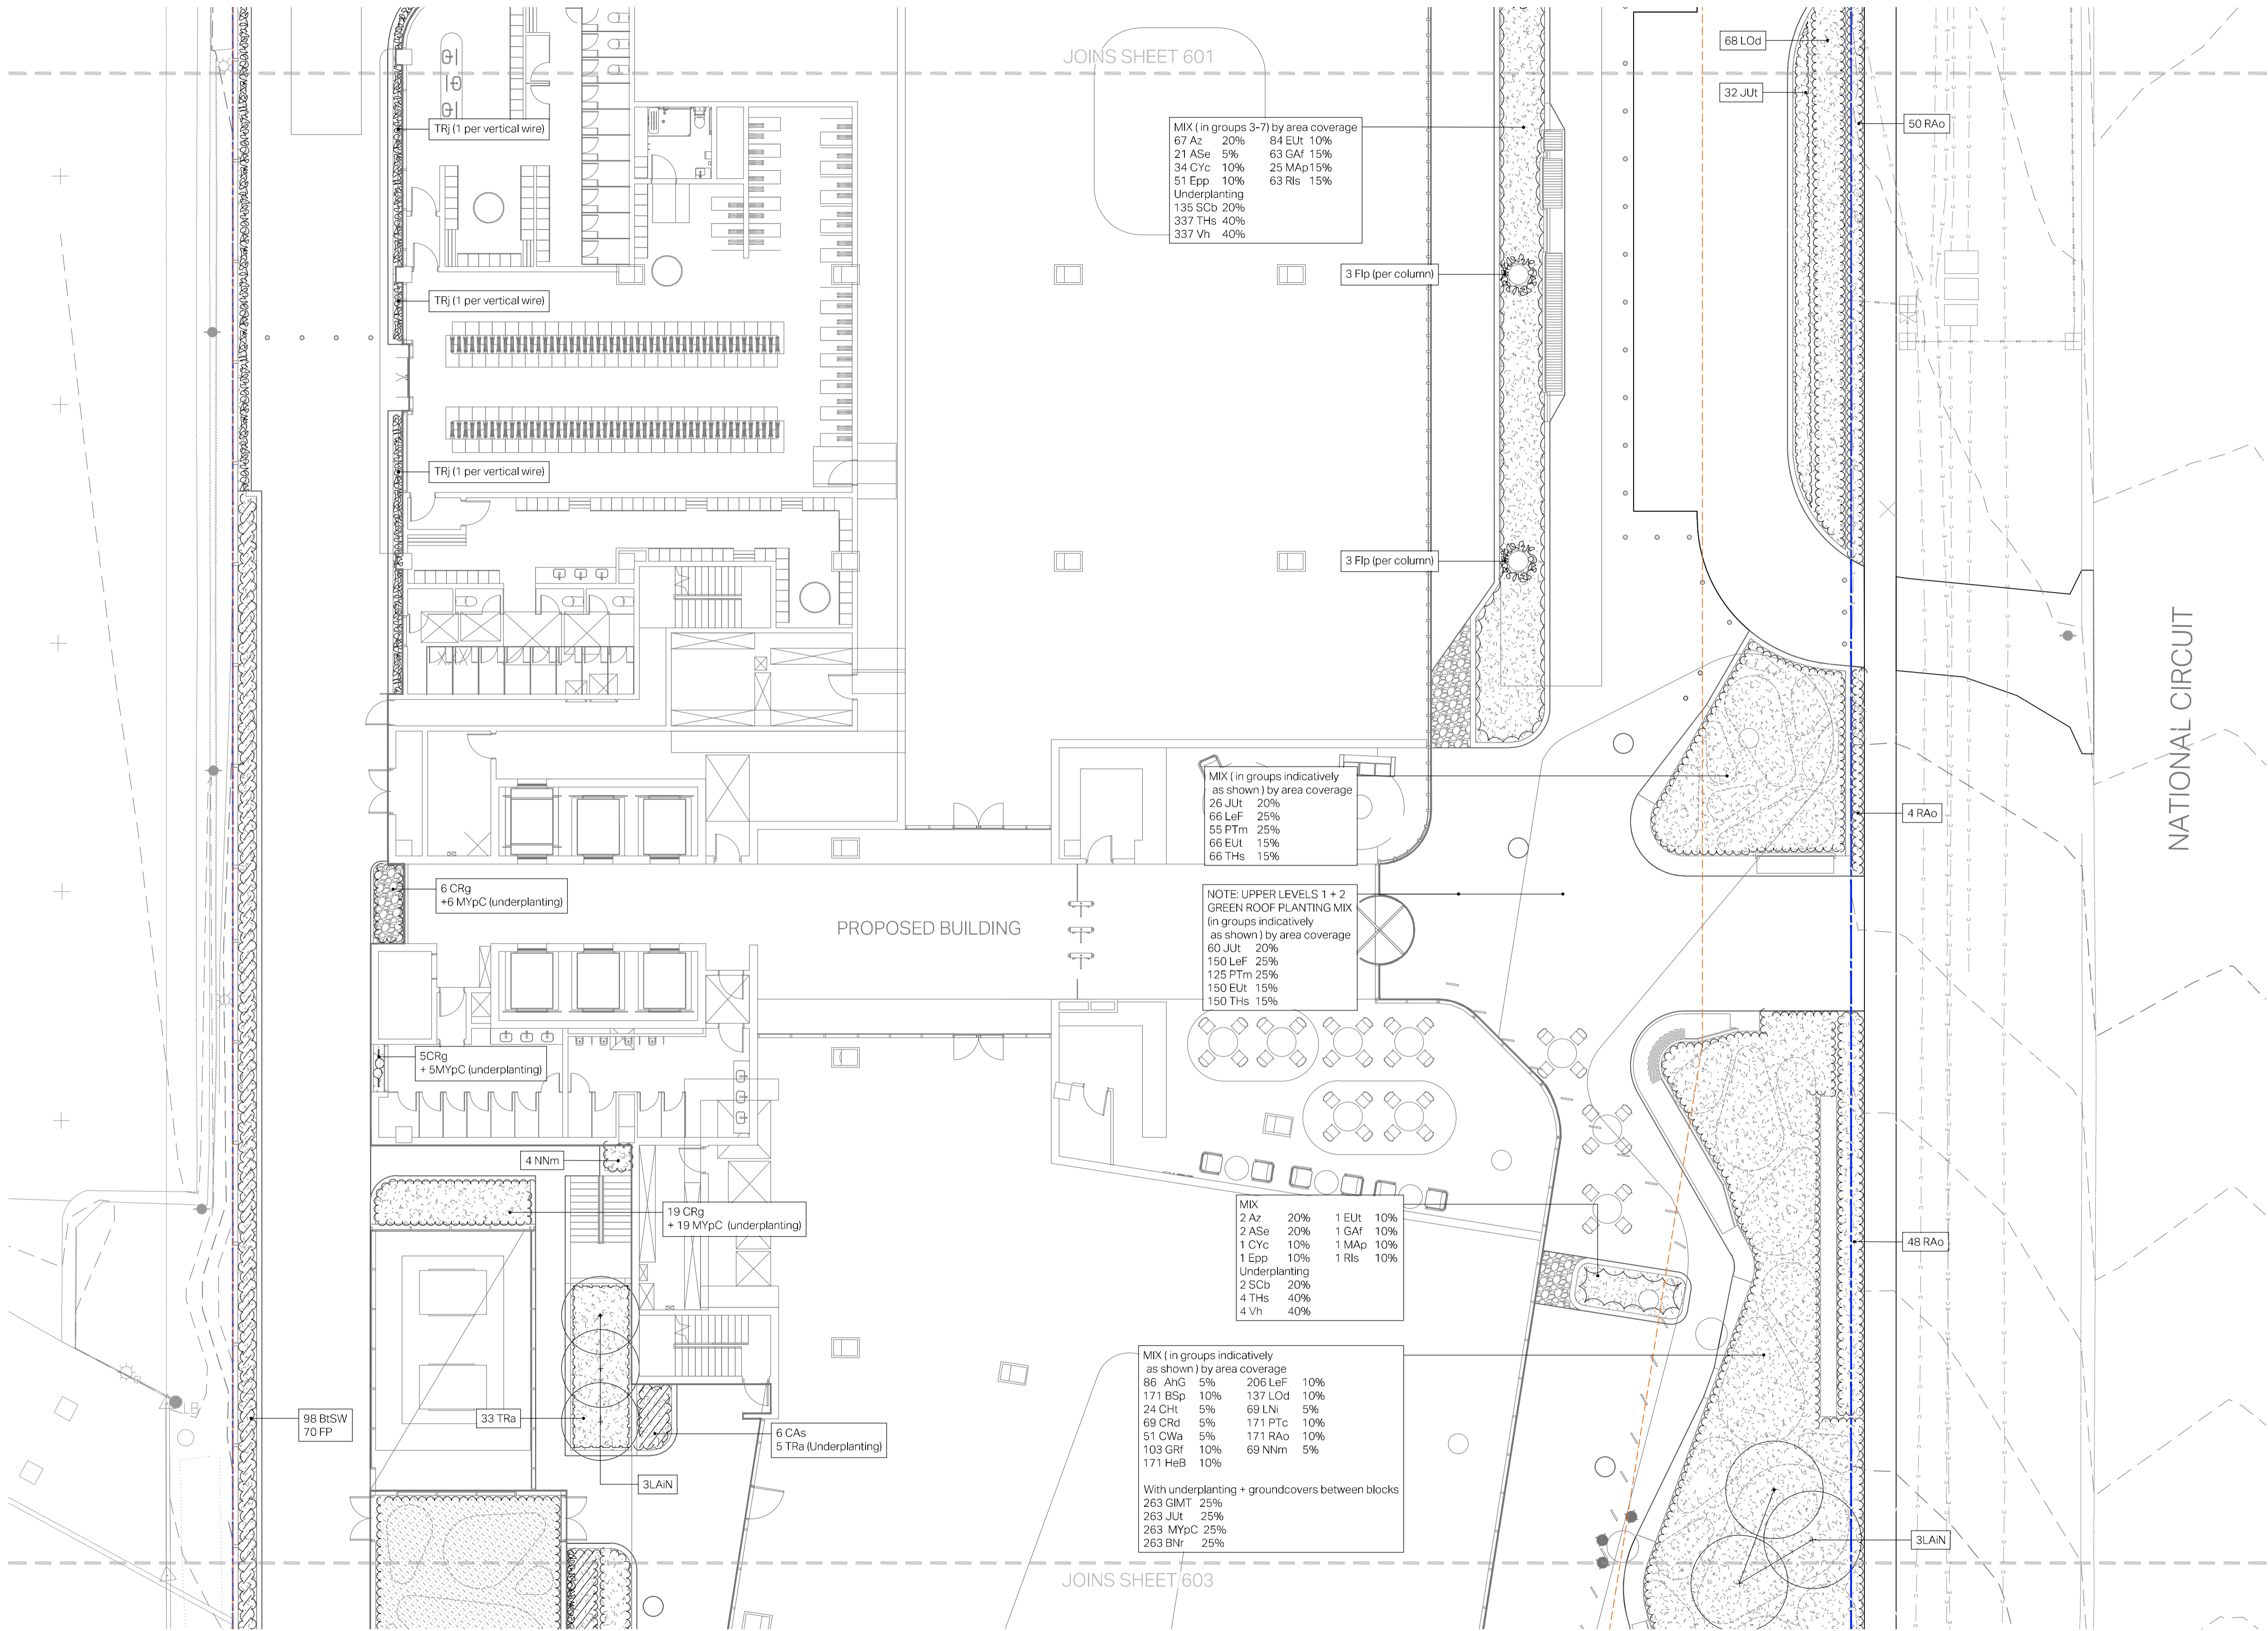 JOINS SHEET 601
68 LOd
32 JUt
50 RAo
TRj (1 per vertical wire)
MIX ( in groups 3-7) by area coverage
67 Az 20% 84 EUt 10%
21 ASe 5% 63 GAf 15%
34 CYc 10% 25 MAp15%
51 Epp 10% 63 RIs 15%
Underplanting
135 SCb 20%
337 THs 40%
337 Vh 40%
3 Flp (per column)
TRj (1 per vertical wire)
TRj (1 per vertical wire)
3 Flp (per column)
NATIONAL CIRCUIT
MIX ( in groups indicatively
as shown ) by area coverage
26 JUt 20%
66 LeF 25%
55 PTm 25%
66 EUt 15%
66 THs 15%
4 RAo
6 CRg
+6 MYpC (underplanting)
NOTE: UPPER LEVELS 1 + 2
GREEN ROOF PLANTING MIX
(in groups indicatively
as shown ) by area coverage
60 JUt 20%
150 LeF 25%
125 PTm 25%
150 EUt 15%
150 THs 15%
PROPOSED BUILDING
5CRg
+ 5MYpC (underplanting)
4 NNm
19 CRg
+ 19 MYpC (underplanting)
MIX
2 Az 20% 1 EUt 10%
2 ASe 20% 1 GAf 10%
1 CYc 10% 1 MAp 10%
1 Epp 10% 1 RIs 10%
Underplanting
2 SCb 20%
4 THs 40%
4 Vh 40%
48 RAo
MIX ( in groups indicatively
as shown ) by area coverage
86 AhG 5% 206 LeF 10%
171 BSp 10% 137 LOd 10%
24 CHt 5% 69 LNi 5%
69 CRd 5% 171 PTc 10%
51 CWa 5% 171 RAo 10%
103 GRf 10% 69 NNm 5%
171 HeB 10%
With underplanting + groundcovers between blocks
263 GlMT 25%
263 JUt 25%
263 MYpC 25%
263 BNr 25%
LB
98 BtSW
70 FP
33 TRa
6 CAs
5 TRa (Underplanting)
3LAiN
3LAiN
JOINS SHEET 603